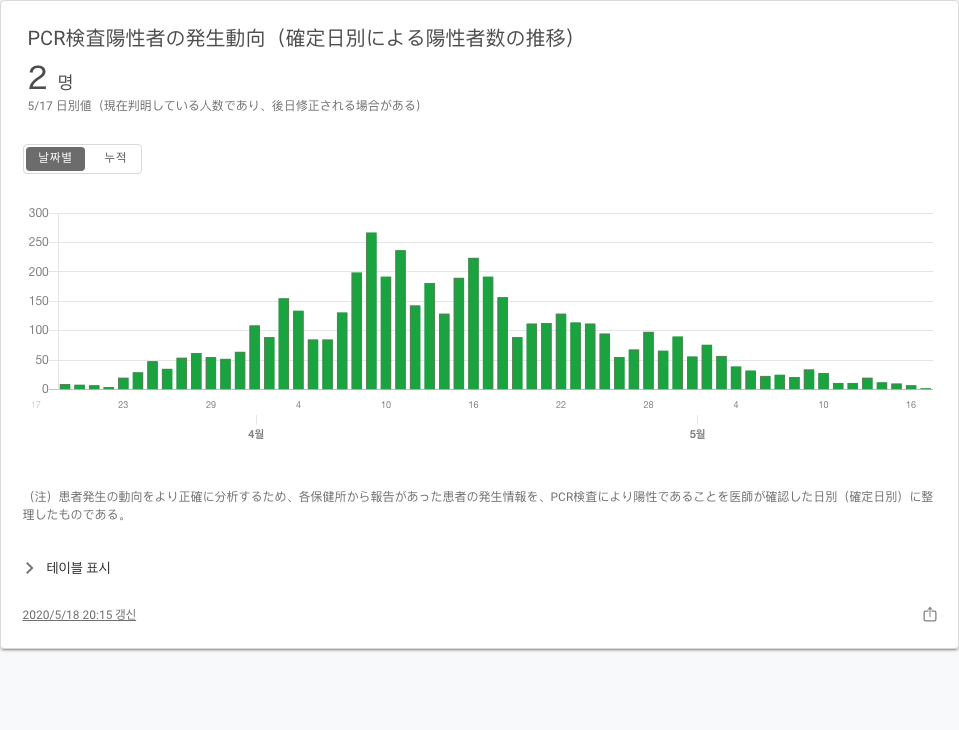 PCR検査陽性者の発生動向（確定日別による陽性者数の推移）
2 명
5/17 日別値（現在判明している人数であり、後日修正される場合がある）
날짜별 누적
300
250
200
150
100
50
0
17 23 29 4 10 16 22 28 4 10 16
4월 5월
（注）患者発生の動向をより正確に分析するため、各保健所から報告があった患者の発生情報を、PCR検査により陽性であることを医師が確認した日別（確定日別）に整
理したものである。
테이블 표시
2020/5/18 20:15 갱신